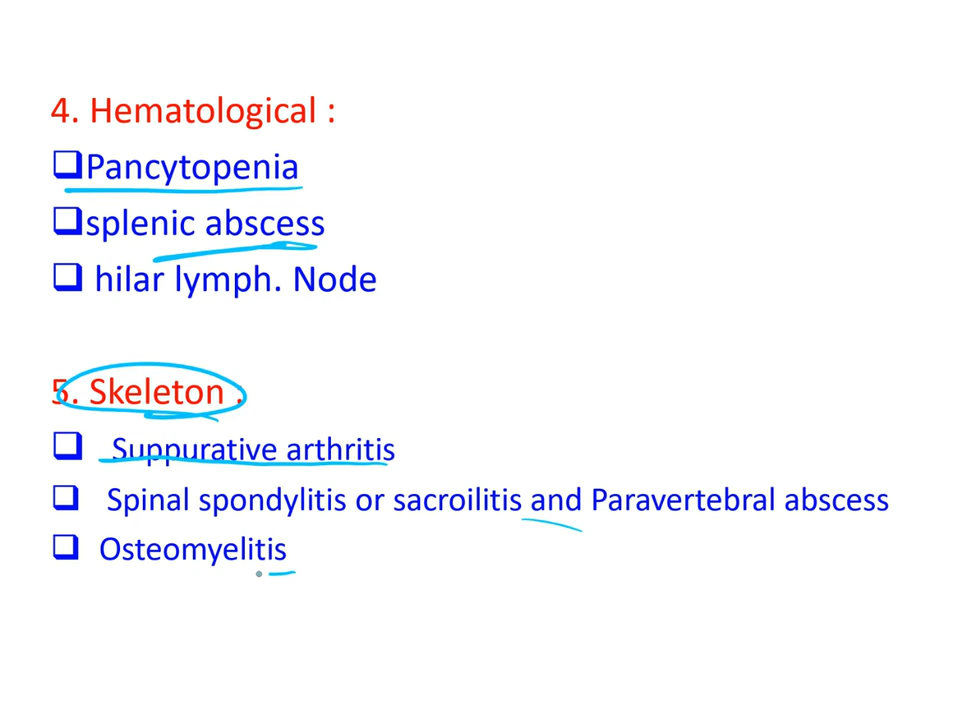 4. Hematological :
Pancytopenia
splenic abscess
hilar lymph. Node
5. Skeleton :
Suppurative arthritis
Spinal spondylitis or sacroilitis and Paravertebral abscess
Osteomyelitis